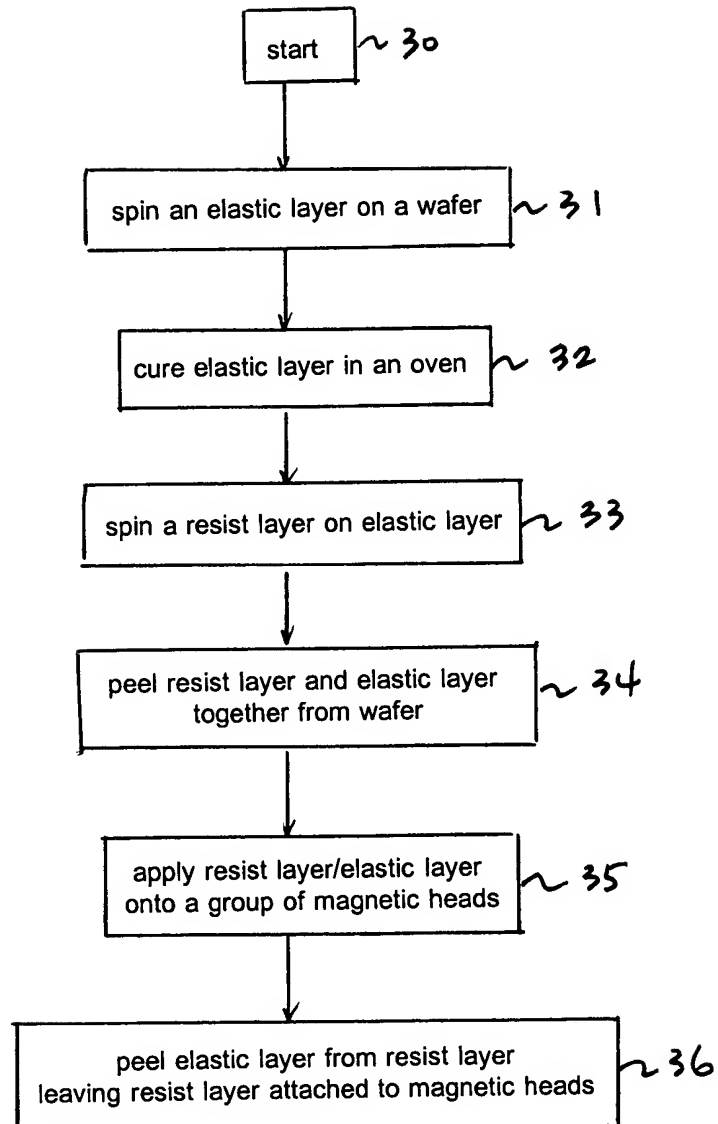 start ~ 30
spin an elastic layer on a wafer ~ 31
cure elastic layer in an oven ~ 32
spin a resist layer on elastic layer ~ 33
peel resist layer and elastic layer
together from wafer ~ 34
apply resist layer/elastic layer
onto a group of magnetic heads ~ 35
peel elastic layer from resist layer
leaving resist layer attached to magnetic heads ~ 36